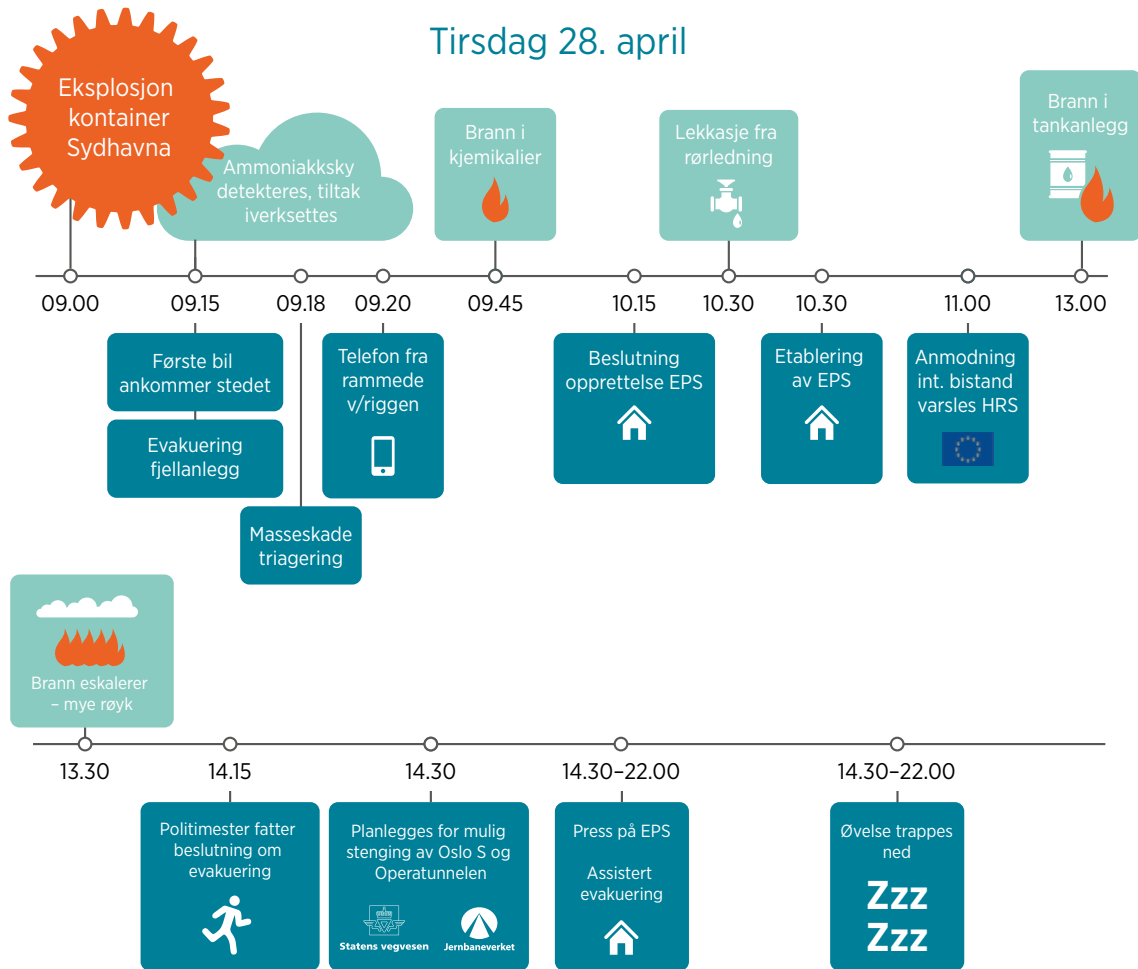 Tirsdag 28. april
Eksplosjon
kontainer
Sydhavna
Ammoniakksky
detekteres, tiltak
iverksettes
Brann i
kjemikalier
Lekkasje fra
rørledning
Brann i
tankanlegg
09.00
09.15
09.18
09.20
09.45
10.15
10.30
10.30
11.00
13.00
Første bil
ankommer stedet
Evakuering
fjellanlegg
Masseskade
triagering
Telefon fra
rammede
v/riggen
Beslutning
opprettelse EPS
Etablering
av EPS
Anmodning
int. bistand
varsles HRS
Brann eskalerer
– mye røyk
13.30
14.15
14.30
14.30–22.00
14.30–22.00
Politimester fatter
beslutning om
evakuering
Planlegges for mulig
stenging av Oslo S og
Operatunnelen
Statens vegvesen
Jernbaneverket
Press på EPS
Assistert
evakuering
Øvelse trappes
ned
Zzz
Zzz